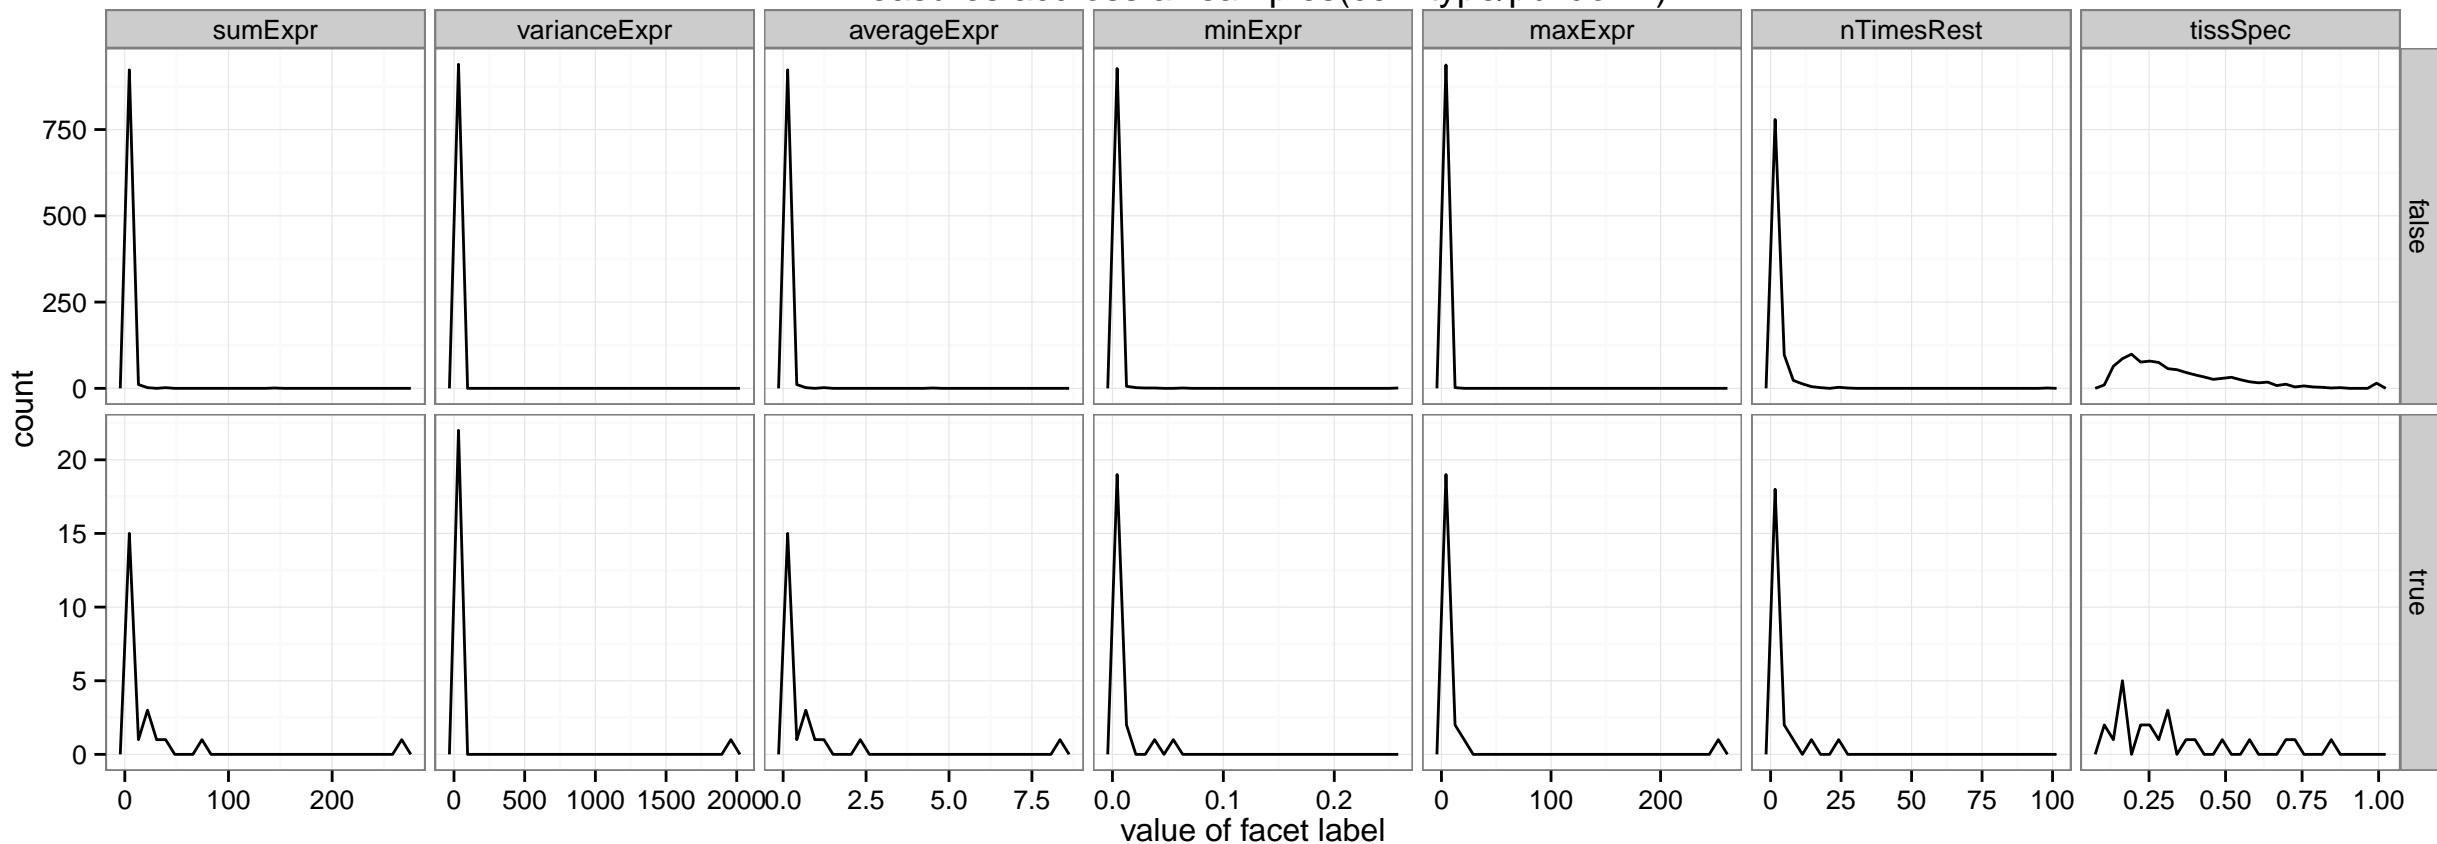 sumExpr varianceExpr averageExpr minExpr maxExpr nTimesRest tissSpec
750
500
250
0
false
count
20
15
10
5
0
true
0 100 200 0 500 1000 1500 2000 0.0 2.5 5.0 7.5 0.0 0.1 0.2 0 100 200 0 25 50 75 100 0.25 0.50 0.75 1.00
value of facet label